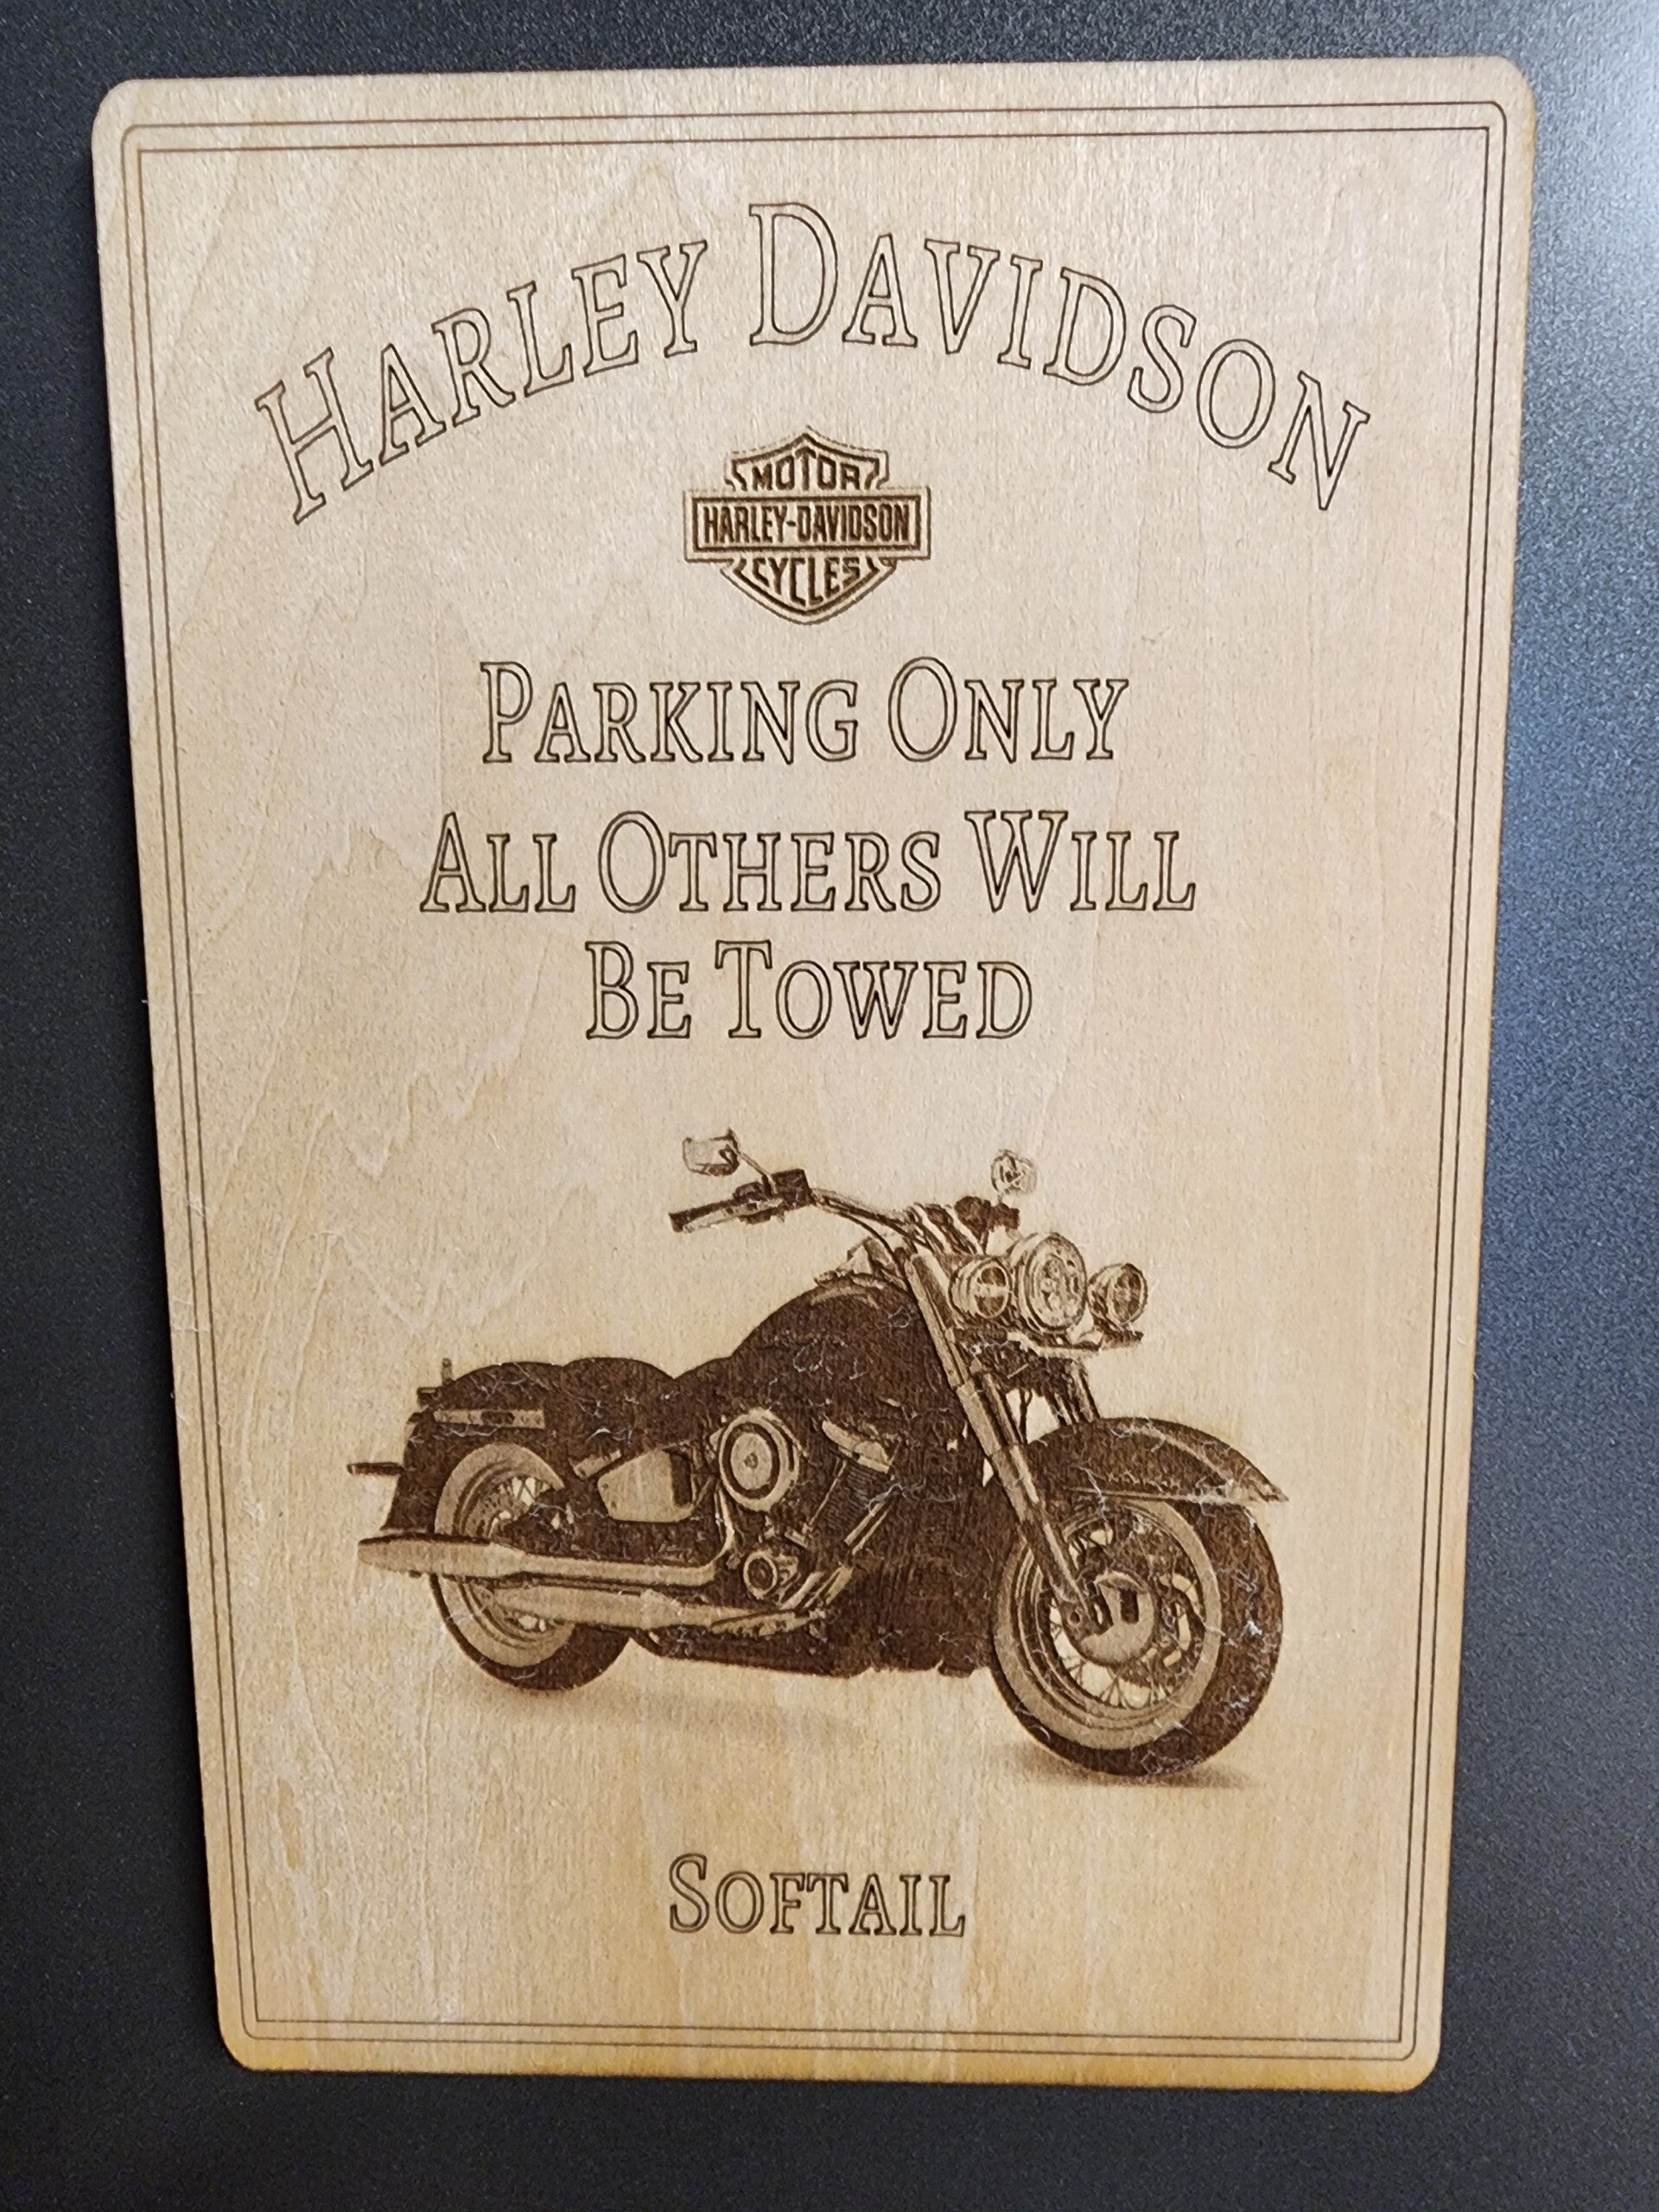 HARLEY DAVIDSON
MOTOR
HARLEY-DAVIDSON
CYCLES
PARKING ONLY
ALL OTHERS WILL
BE TOWED
SOFTAIL